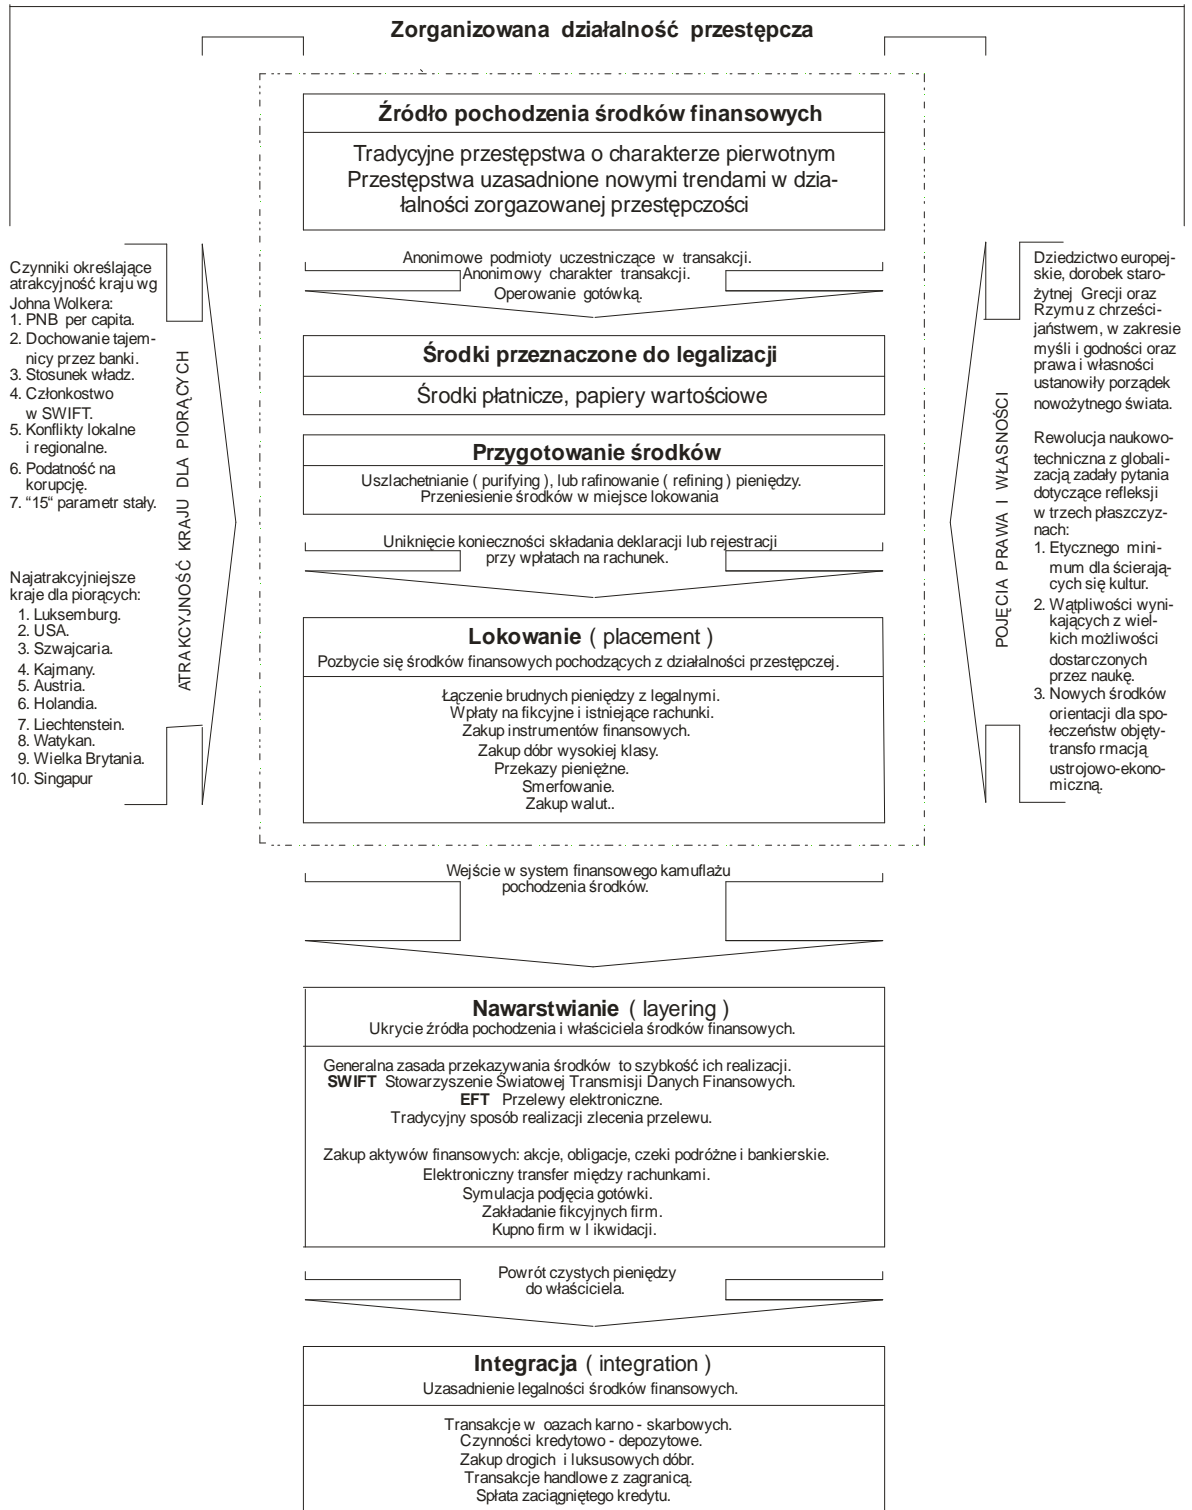 Zorganizowana działalność przestępcza
Źródło pochodzenia środków finansowych
Tradycyjne przestępstwa o charakterze pierwotnym
Przestępstwa uzasadnione nowymi trendami w dzia-
łalności zorgazowanej przestępczości
Anonimowe podmioty uczestniczące w transakcji.
Anonimowy charakter transakcji.
Operowanie gotówką.
Środki przeznaczone do legalizacji
Środki płatnicze, papiery wartościowe
Przygotowanie środków
Uszlachetnianie ( purifying ), lub rafinowanie ( refining ) pieniędzy.
Przeniesienie środków w miejsce lokowania
Uniknięcie konieczności składania deklaracji lub rejestracji
przy wpłatach na rachunek.
Lokowanie ( placement )
Pozbycie się środków finansowych pochodzących z działalności przestępczej.
Łączenie brudnych pieniędzy z legalnymi.
Wpłaty na fikcyjne i istniejące rachunki.
Zakup instrumentów finansowych.
Zakup dóbr wysokiej klasy.
Przekazy pieniężne.
Smerfowanie.
Zakup walut..
Czynniki określające
atrakcyjność kraju wg
Johna Wolkera:
1. PNB per capita.
2. Dochowanie tajem-
nicy przez banki.
3. Stosunek władz.
4. Członkostwo
w SWIFT.
5. Konflikty lokalne
i regionalne.
6. Podatność na
korupcję.
7. “15“ parametr stały.
Najatrakcyjniejsze
kraje dla piorących:
1. Luksemburg.
2. USA.
3. Szwajcaria.
4. Kajmany.
5. Austria.
6. Holandia.
7. Liechtenstein.
8. Watykan.
9. Wielka Brytania.
10. Singapur
ATRAKCYJNOŚĆ KRAJU DLA PIORĄCYCH
POJĘCIA PRAWA I WŁASNOŚCI
Dziedzictwo europej-
skie, dorobek staro-
żytnej Grecji oraz
Rzymu z chrześci-
jaństwem, w zakresie
myśli i godności oraz
prawa i własności
ustanowiły porządek
nowożytnego świata.
Rewolucja naukowo-
techniczna z globali-
zacją zadały pytania
dotyczące refleksji
w trzech płaszczyz-
nach:
1. Etycznego mini-
mum dla ścierają-
cych się kultur.
2. Wątpliwości wyni-
kających z wiel-
kich możliwości
dostarczonych
przez naukę.
3. Nowych środków
orientacji dla spo-
łeczeństw objęty-
transfo rmacją
ustrojowo-ekono-
miczną.
Wejście w system finansowego kamuflażu
pochodzenia środków.
Nawarstwianie ( layering )
Ukrycie źródła pochodzenia i właściciela środków finansowych.
Generalna zasada przekazywania środków to szybkość ich realizacji.
SWIFT Stowarzyszenie Światowej Transmisji Danych Finansowych.
EFT Przelewy elektroniczne.
Tradycyjny sposób realizacji zlecenia przelewu.
Zakup aktywów finansowych: akcje, obligacje, czeki podróżne i bankierskie.
Elektroniczny transfer między rachunkami.
Symulacja podjęcia gotówki.
Zakładanie fikcyjnych firm.
Kupno firm w l ikwidacji.
Powrót czystych pieniędzy
do właściciela.
Integracja ( integration )
Uzasadnienie legalności środków finansowych.
Transakcje w oazach karno - skarbowych.
Czynności kredytowo - depozytowe.
Zakup drogich i luksusowych dóbr.
Transakcje handlowe z zagranicą.
Spłata zaciągniętego kredytu.